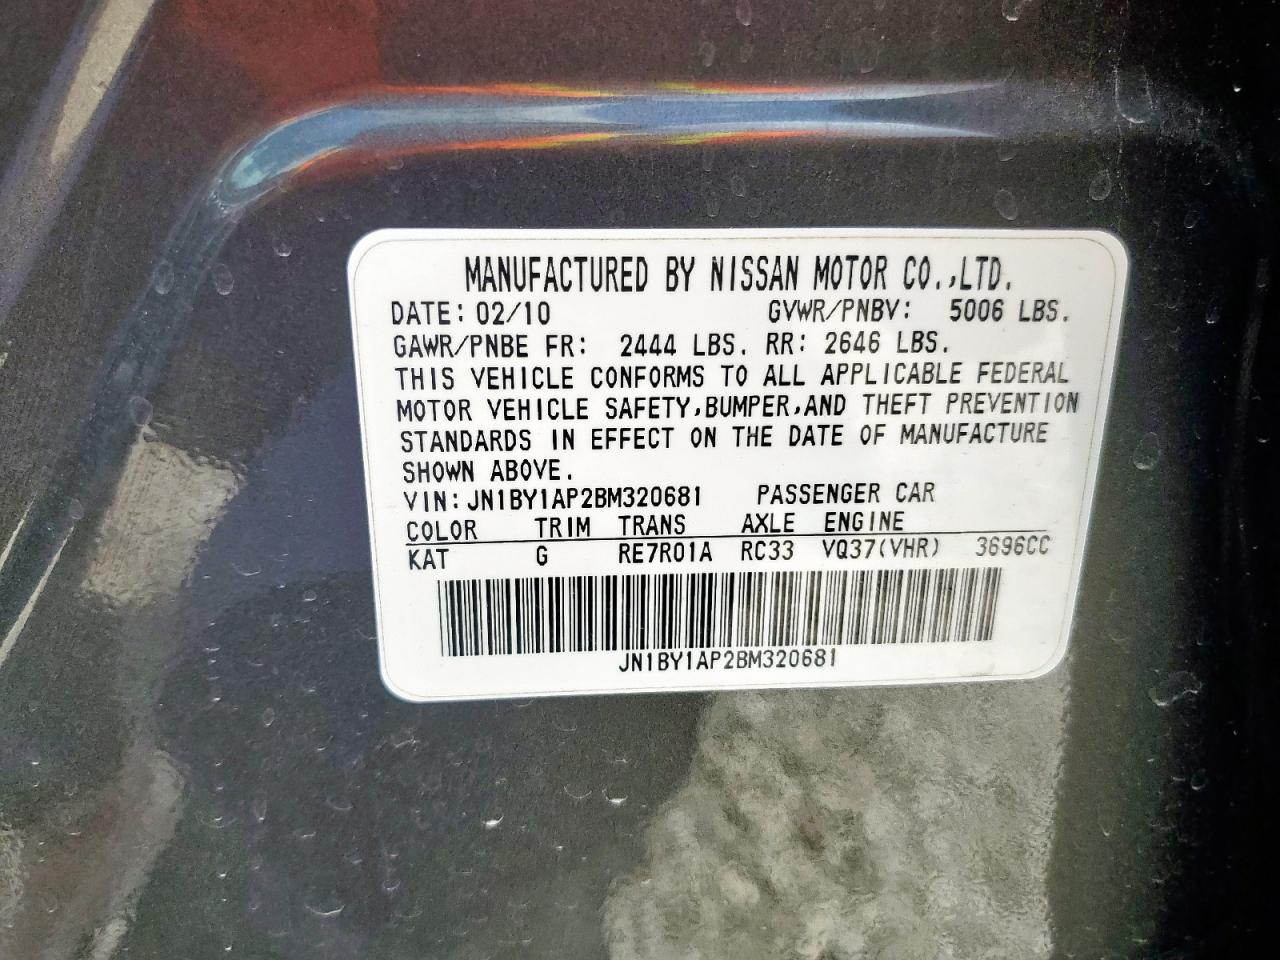 MANUFACTURED BY NISSAN MOTOR CO.,LTD.
DATE: 02/10 GVWR/PNBV: 5006 LBS.
GAWR/PNBE FR: 2444 LBS. RR: 2646 LBS.
THIS VEHICLE CONFORMS TO ALL APPLICABLE FEDERAL
MOTOR VEHICLE SAFETY,BUMPER,AND THEFT PREVENTION
STANDARDS IN EFFECT ON THE DATE OF MANUFACTURE
SHOWN ABOVE.
VIN: JN1BY1AP2BM320681 PASSENGER CAR
COLOR TRIM TRANS AXLE ENGINE
KAT G RE7R01A RC33 VQ37(VHR) 3696CC
JN1BY1AP2BM320681